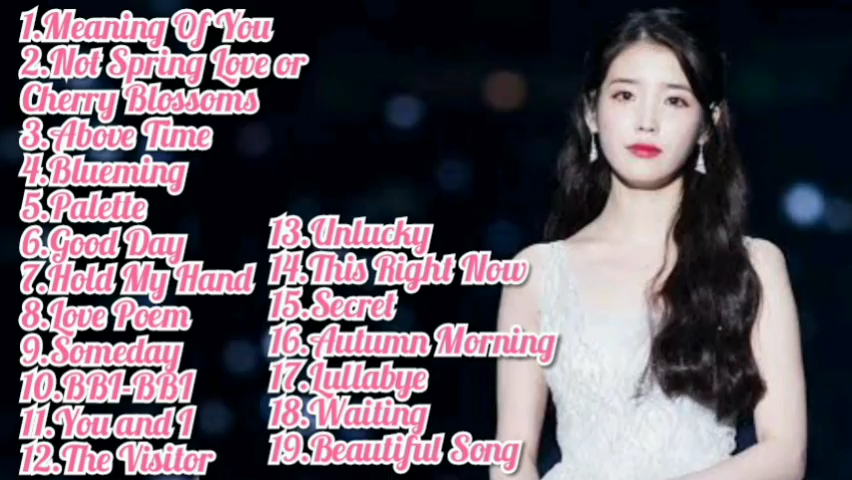 1.Meaning Of You
2.Not Spring Love or
Cherry Blossoms
3.Above Time
4.Blueming
5.Palette
6.Good Day
7.Hold My Hand
8.Love Poem
9.Someday
10.BBI-BBI
11.You and I
12.The Visitor
13.Unlucky
14.This Right Now
15.Secret
16.Autumn Morning
17.Lullabye
18.Waiting
19.Beautiful Song